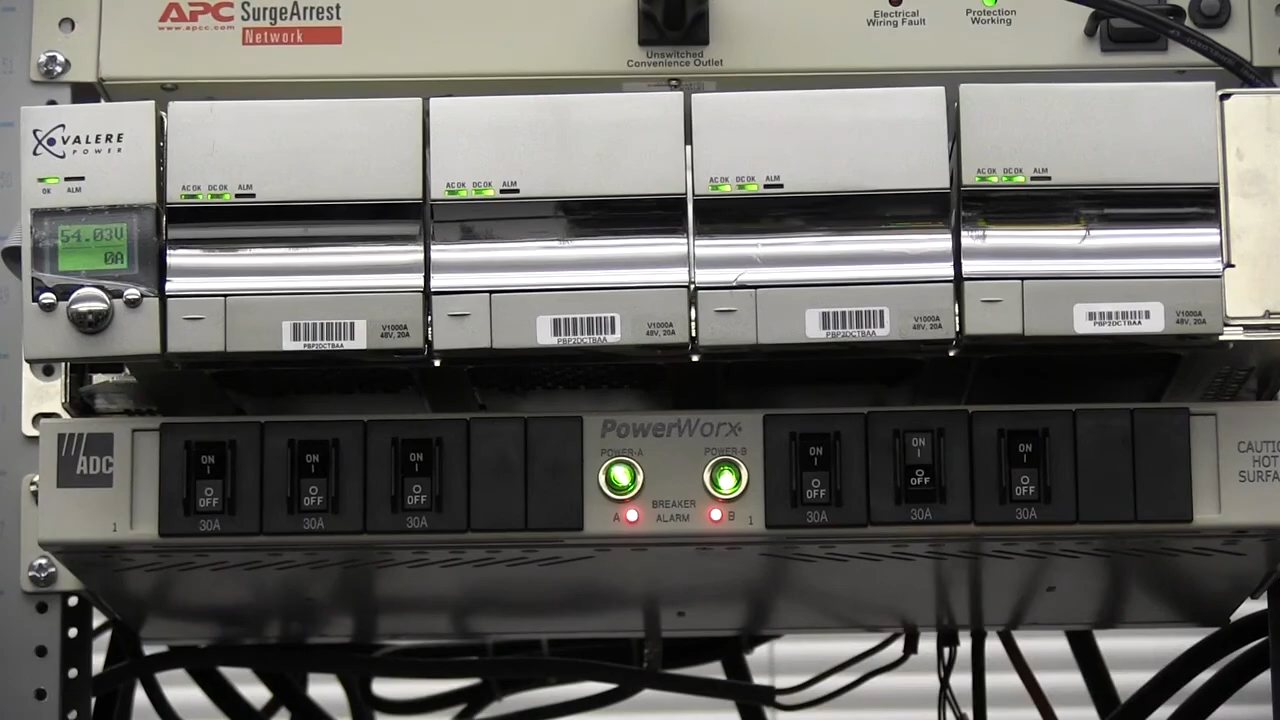 APC SurgeArrest
www.apcc.com Network
Unswitched
Convenience Outlet
Electrical
Wiring Fault
Protection
Working
VALERE
POWER
OK ALM
54.03V
0A
AC OK DC OK ALM
AC OK DC OK ALM
AC OK DC OK ALM
AC OK DC OK ALM
PBP2DCTBAA
V1000A
48V, 20A
PBP2DCTBAA
V1000A
48V, 20A
PBP2DCTBAA
V1000A
48V, 20A
PBP2DCTBAA
V1000A
48V, 20A
ADC
1
ON
I
O
OFF
30A
ON
I
O
OFF
30A
ON
I
O
OFF
30A
PowerWorx
POWER-A POWER-B
BREAKER
A ALARM B 1
ON
I
O
OFF
30A
ON
I
O
OFF
30A
ON
I
O
OFF
30A
CAUTIO
HOT
SURFA